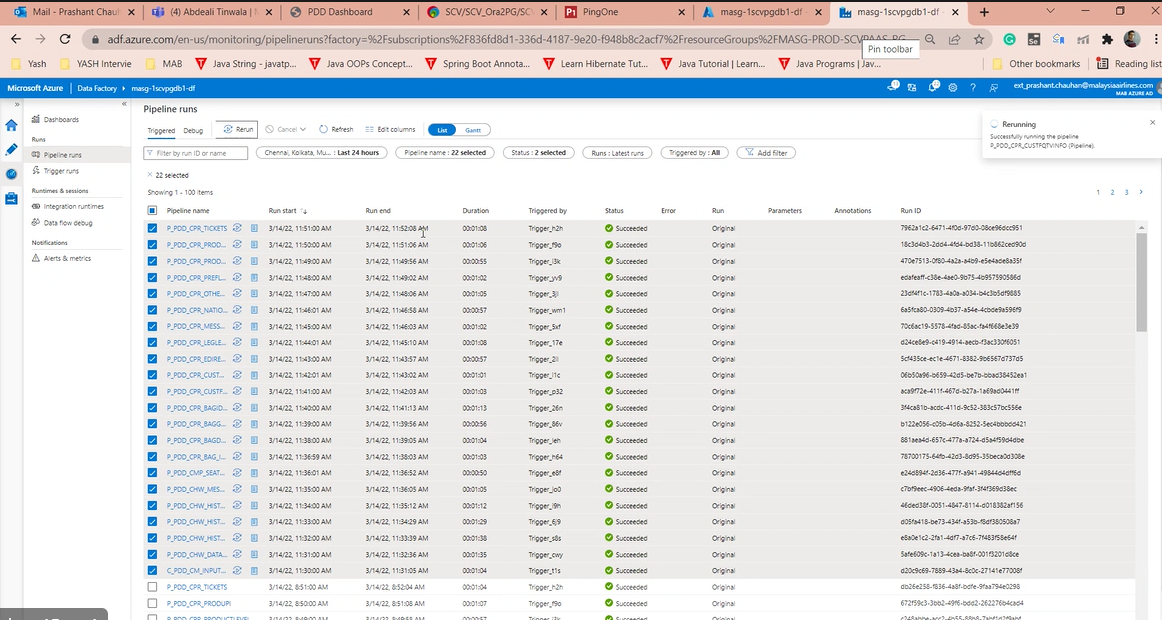 Mail - Prashant Chauh
(4) Abdeali Tinwala | M
PDD Dashboard
SCV/SCV_Ora2PG/SC
PingOne
masg-1scvpgdb1-df -
masg-1scvpgdb1-df -
adf.azure.com/en-us/monitoring/pipelineruns?factory=%2Fsubscriptions%2F836fd8d1-336d-4187-9e20-f948b8c2acf7%2FresourceGroups%2FMASG-PROD-SCVPAAS-RG
Pin toolbar
Yash
YASH Intervie
MAB
Java String - javatp...
Java OOPs Concept...
Spring Boot Annota...
Learn Hibernate Tut...
Java Tutorial | Learn...
Java Programs | Jav...
Other bookmarks
Reading list
Microsoft Azure
Data Factory
masg-1scvpgdb1-df
ext_prashant.chauhan@malaysiaairlines.com
MAB AZURE AD
Dashboards
Runs
Pipeline runs
Trigger runs
Runtimes & sessions
Integration runtimes
Data flow debug
Notifications
Alerts & metrics
Pipeline runs
Triggered
Debug
Rerun
Cancel
Refresh
Edit columns
List
Gantt
Rerunning
Successfully running the pipeline
P_PDD_CPR_CUSTFQTVINFO (Pipeline).
Filter by run ID or name
Chennai, Kolkata, Mu... : Last 24 hours
Pipeline name : 22 selected
Status : 2 selected
Runs : Latest runs
Triggered by : All
Add filter
22 selected
Showing 1 - 100 items
1 2 3
Pipeline name Run start Run end Duration Triggered by Status Error Run Parameters Annotations Run ID
P_PDD_CPR_TICKETS 3/14/22, 11:51:00 AM 3/14/22, 11:52:08 AM 00:01:08 Trigger_h2h Succeeded Original 7962a1c2-6471-4f0d-97d0-08ce96dcc951
P_PDD_CPR_PROD... 3/14/22, 11:50:00 AM 3/14/22, 11:51:06 AM 00:01:06 Trigger_f9o Succeeded Original 18c3d4b3-2dd4-4fd4-bd38-11b862ced90d
P_PDD_CPR_PROD... 3/14/22, 11:49:00 AM 3/14/22, 11:49:56 AM 00:00:55 Trigger_i3k Succeeded Original 470e7513-0f80-4a2a-a4b9-e5e4ade8a35f
P_PDD_CPR_PREFL... 3/14/22, 11:48:00 AM 3/14/22, 11:49:02 AM 00:01:02 Trigger_yv9 Succeeded Original edafeaff-c38e-4ae0-9b75-4b957590586d
P_PDD_CPR_OTHE... 3/14/22, 11:47:00 AM 3/14/22, 11:48:06 AM 00:01:05 Trigger_3jl Succeeded Original 23df4f1c-1783-4a0a-a034-b4c3b5df9885
P_PDD_CPR_NATIO... 3/14/22, 11:46:01 AM 3/14/22, 11:46:58 AM 00:00:57 Trigger_wm1 Succeeded Original 6a5fca80-0309-4b37-a54e-4cbde9a596f9
P_PDD_CPR_MESS... 3/14/22, 11:45:00 AM 3/14/22, 11:46:03 AM 00:01:02 Trigger_5xf Succeeded Original 70c6ac19-5578-4fad-85ac-fa4f668e3e39
P_PDD_CPR_LEGLE... 3/14/22, 11:44:01 AM 3/14/22, 11:45:10 AM 00:01:08 Trigger_17e Succeeded Original d24ce8e9-c419-4914-aecb-f3ac330f6051
P_PDD_CPR_EDIRE... 3/14/22, 11:43:00 AM 3/14/22, 11:43:57 AM 00:00:57 Trigger_2il Succeeded Original 5cf435ce-ec1e-4671-8382-9b6567d737d5
P_PDD_CPR_CUST... 3/14/22, 11:42:01 AM 3/14/22, 11:43:02 AM 00:01:01 Trigger_i1c Succeeded Original 06b50a96-b659-42d5-be7b-bbad38452ea1
P_PDD_CPR_CUSTF... 3/14/22, 11:41:00 AM 3/14/22, 11:42:03 AM 00:01:03 Trigger_p32 Succeeded Original aca9f72e-411f-467d-b27a-1a69ad0441ff
P_PDD_CPR_BAGID... 3/14/22, 11:40:00 AM 3/14/22, 11:41:13 AM 00:01:13 Trigger_26n Succeeded Original 3f4ca81b-acdc-411d-9c52-383c57bc556e
P_PDD_CPR_BAGG... 3/14/22, 11:39:00 AM 3/14/22, 11:39:56 AM 00:00:56 Trigger_86v Succeeded Original b122e056-c05b-4d6a-8252-5ec4bbbdd421
P_PDD_CPR_BAGD... 3/14/22, 11:38:00 AM 3/14/22, 11:39:05 AM 00:01:04 Trigger_leh Succeeded Original 881aea4d-657c-477a-a724-d5a4f59d4dbe
P_PDD_CPR_BAG_I... 3/14/22, 11:36:59 AM 3/14/22, 11:38:03 AM 00:01:03 Trigger_h64 Succeeded Original 78700175-64fb-42d3-8d95-35beca0d308e
P_PDD_CMP_SEAT... 3/14/22, 11:36:01 AM 3/14/22, 11:36:52 AM 00:00:50 Trigger_e8f Succeeded Original e24d894f-2d36-477f-a941-49844d4dff6d
P_PDD_CHW_MES... 3/14/22, 11:35:00 AM 3/14/22, 11:36:05 AM 00:01:05 Trigger_jo0 Succeeded Original c7bf9eec-4906-4eda-9faf-3f4f369d38ec
P_PDD_CHW_HIST... 3/14/22, 11:34:00 AM 3/14/22, 11:35:12 AM 00:01:12 Trigger_i9h Succeeded Original 46ded38f-0051-4847-8114-d018382af156
P_PDD_CHW_HIST... 3/14/22, 11:33:00 AM 3/14/22, 11:34:29 AM 00:01:29 Trigger_6j9 Succeeded Original d05fa418-be73-434f-a53b-f8df380508a7
P_PDD_CHW_HIST... 3/14/22, 11:32:00 AM 3/14/22, 11:33:39 AM 00:01:38 Trigger_s8s Succeeded Original e8a0e1c2-2fa1-4df7-a7c6-7f483f58e64f
P_PDD_CHW_DATA... 3/14/22, 11:31:00 AM 3/14/22, 11:32:36 AM 00:01:35 Trigger_cwy Succeeded Original 5afe609c-1a13-4cea-ba8f-001f3201d8ce
C_PDD_CM_INPUT... 3/14/22, 11:30:00 AM 3/14/22, 11:31:05 AM 00:01:04 Trigger_t1s Succeeded Original d20c9c69-7889-43a4-8c0c-27141e77008f
P_PDD_CPR_TICKETS 3/14/22, 8:51:00 AM 3/14/22, 8:52:04 AM 00:01:04 Trigger_h2h Succeeded Original db26e258-f836-4a8f-bdfe-9faa794e0298
P_PDD_CPR_PRODUPI 3/14/22, 8:50:00 AM 3/14/22, 8:51:08 AM 00:01:07 Trigger_f9o Succeeded Original 672f59c3-3bb2-49f6-bdd2-262276b4cad4